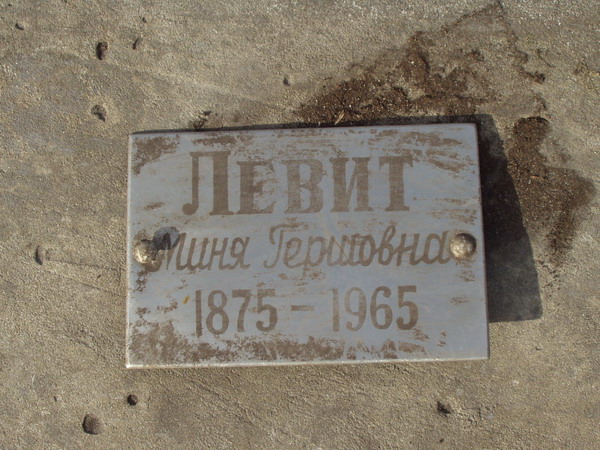 ЛЕВИТ
Миня Гершовна
1875 – 1965